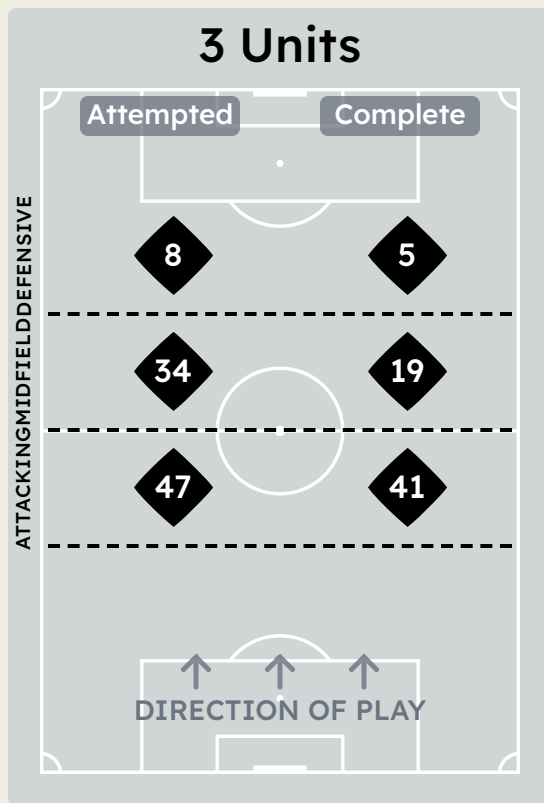 3 Units
Attempted Complete
8 5
34 19
47 41
ATTACKINGMIDFIELDDEFENSIVE
DIRECTION OF PLAY